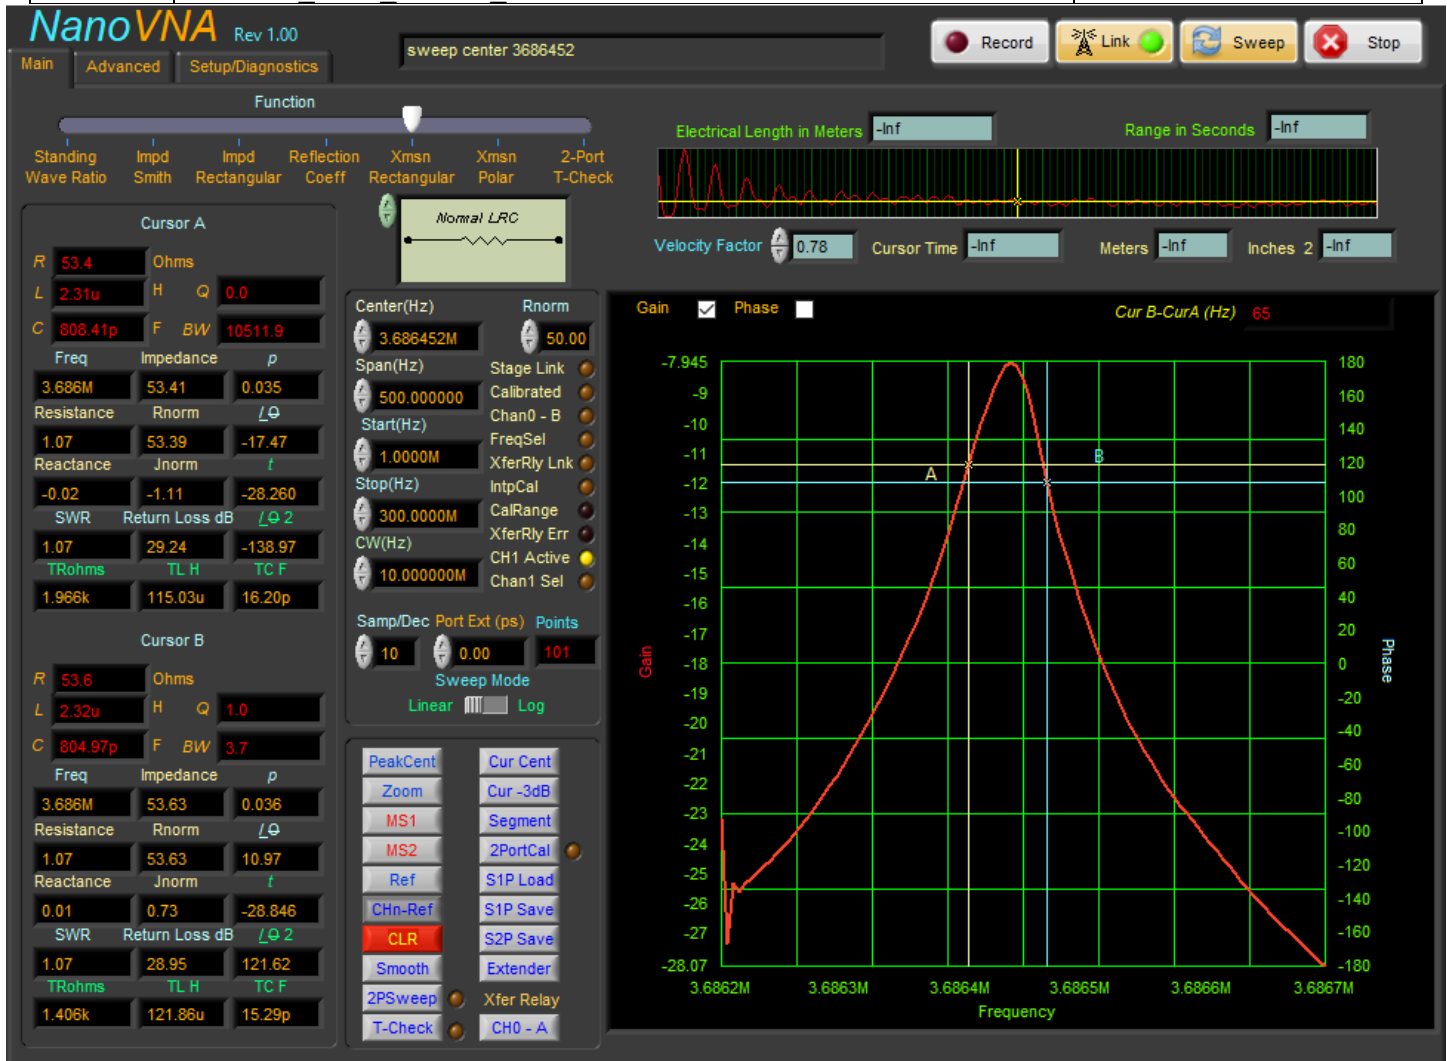 NanoVNA Rev 1.00
sweep center 3686452
Record Link Sweep Stop
Main Advanced Setup/Diagnostics
Function
Standing Wave Ratio
Impd Smith
Impd Rectangular
Reflection Coeff
Xmsn Rectangular
Xmsn Polar
2-Port T-Check
Electrical Length in Meters -Inf
Range in Seconds -Inf
Velocity Factor 0.78
Cursor Time -Inf
Meters -Inf
Inches 2 -Inf
Normal LRC
Cursor A
R 53.4 Ohms
L 2.31u H Q 0.0
C 808.41p F BW 10511.9
Freq Impedance p
3.686M 53.41 0.035
Resistance Rnorm /Θ
1.07 53.39 -17.47
Reactance Jnorm t
-0.02 -1.11 -28.260
SWR Return Loss dB /Θ 2
1.07 29.24 -138.97
TRohms TL H TC F
1.966k 115.03u 16.20p
Cursor B
R 53.6 Ohms
L 2.32u H Q 1.0
C 804.97p F BW 3.7
Freq Impedance p
3.686M 53.63 0.036
Resistance Rnorm /Θ
1.07 53.63 10.97
Reactance Jnorm t
0.01 0.73 -28.846
SWR Return Loss dB /Θ 2
1.07 28.95 121.62
TRohms TL H TC F
1.406k 121.86u 15.29p
Center(Hz) Rnorm
3.686452M 50.00
Span(Hz)
500.000000
Start(Hz)
1.0000M
Stop(Hz)
300.0000M
CW(Hz)
10.000000M
Stage Link
Calibrated
Chan0 - B
FreqSel
XferRly Lnk
IntpCal
CalRange
XferRly Err
CH1 Active
Chan1 Sel
Samp/Dec Port Ext (ps) Points
10 0.00 101
Sweep Mode
Linear Log
PeakCent Cur Cent
Zoom Cur -3dB
MS1 Segment
MS2 2PortCal
Ref S1P Load
CHn-Ref S1P Save
CLR S2P Save
Smooth Extender
2PSweep Xfer Relay
T-Check CH0 - A
Gain Phase
Cur B-CurA (Hz) 65
-7.945
-9
-10
-11
-12
-13
-14
-15
-16
-17
-18
-19
-20
-21
-22
-23
-24
-25
-26
-27
-28.07
Gain
A
B
180
160
140
120
100
80
60
40
20
0
-20
-40
-60
-80
-100
-120
-140
-160
-180
Phase
3.6862M 3.6863M 3.6864M 3.6865M 3.6866M 3.6867M
Frequency